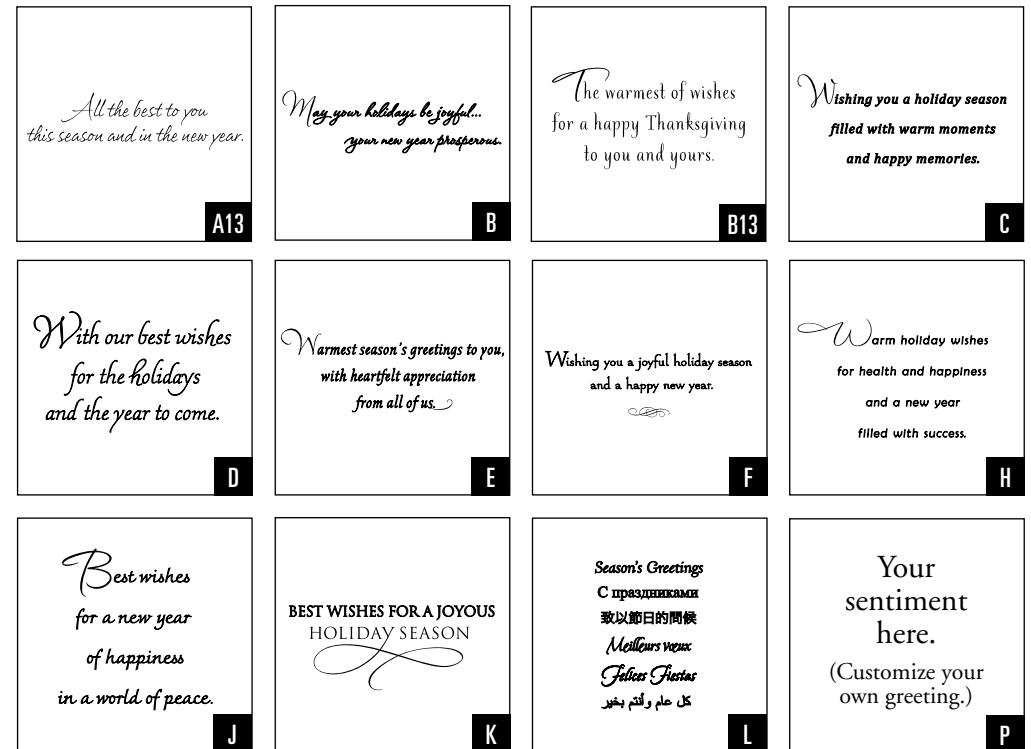 All the best to you
this season and in the new year.
A13
May your holidays be joyful...
your new year prosperous.
B
The warmest of wishes
for a happy Thanksgiving
to you and yours.
B13
Wishing you a holiday season
filled with warm moments
and happy memories.
C
With our best wishes
for the holidays
and the year to come.
D
Warmest season's greetings to you,
with heartfelt appreciation
from all of us.
E
Wishing you a joyful holiday season
and a happy new year.
F
Warm holiday wishes
for health and happiness
and a new year
filled with success.
H
Best wishes
for a new year
of happiness
in a world of peace.
J
BEST WISHES FOR A JOYOUS
HOLIDAY SEASON
K
Season's Greetings
С праздниками
致以節日的問候
Meilleurs vœux
Felices Fiestas
كل عام وأنتم بخير
L
Your
sentiment
here.
(Customize your
own greeting.)
P